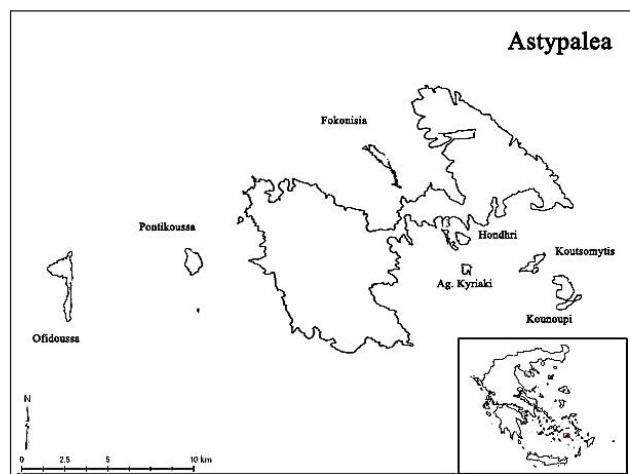 Astypalea
Fokonisia
Pontikoussa
Hondhri
Koutsomytis
Ag. Kyriaki
Kounoupi
Ofidoussa
N
0 2.5 5 10 km